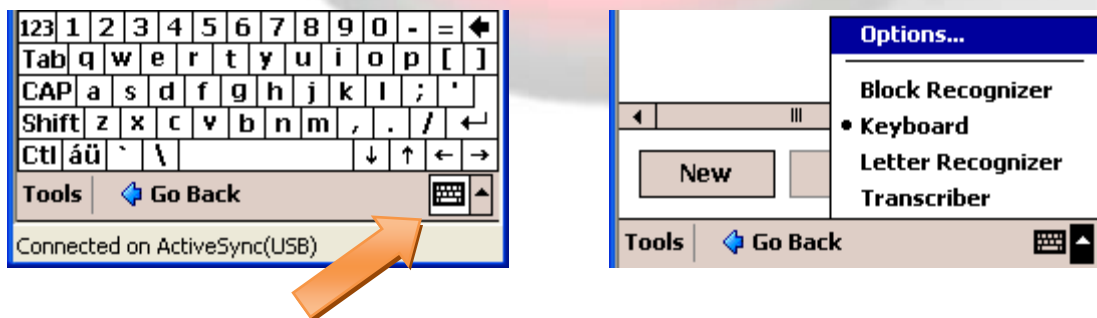 123 1 2 3 4 5 6 7 8 9 0 - = 🡸
Tab q w e r t y u i o p [ ]
CAP a s d f g h j k l ; '
Shift z x c v b n m , . / ↵
Ctl áü ` \ ↓ ↑ ← →
Tools Go Back
Connected on ActiveSync(USB)
Options...
Block Recognizer
• Keyboard
Letter Recognizer
Transcriber
New
Tools Go Back